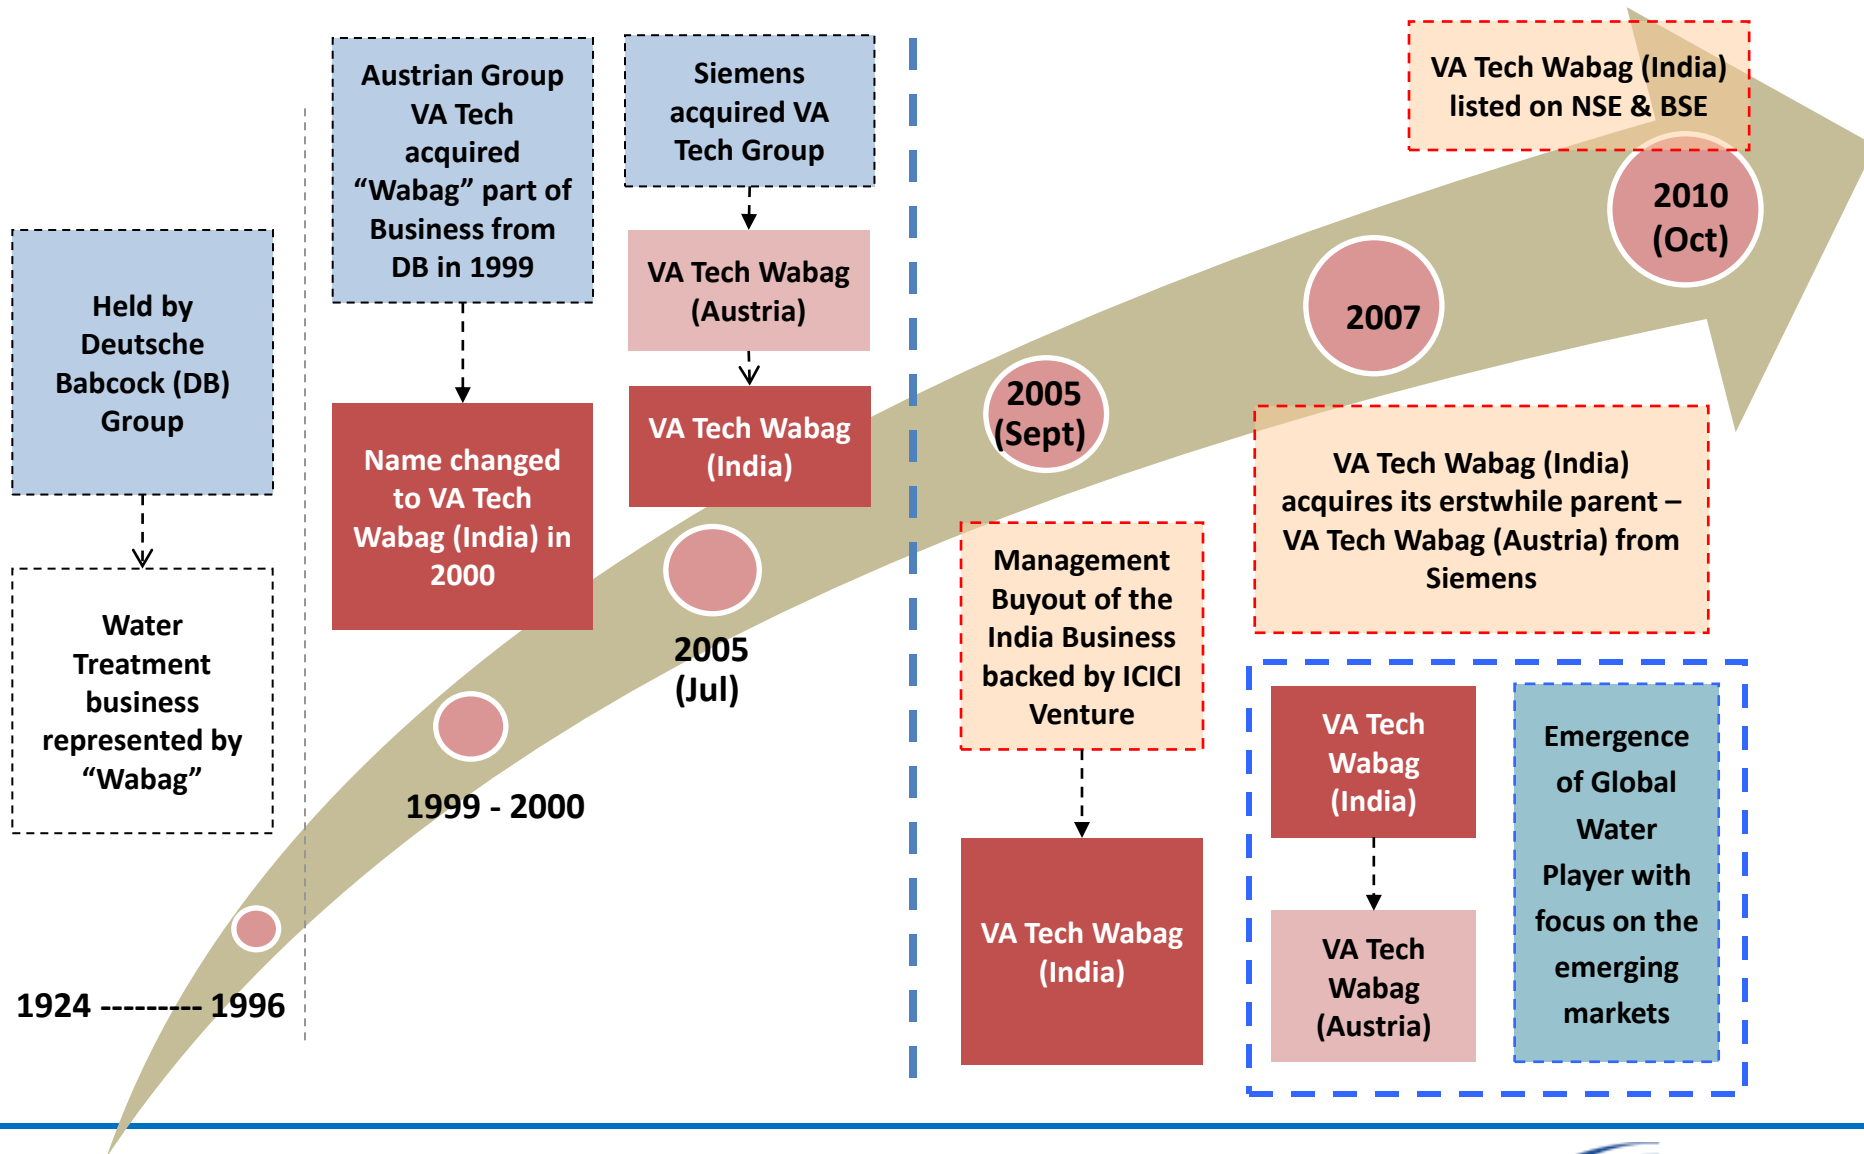 Held by
Deutsche
Babcock (DB)
Group
Water
Treatment
business
represented by
“Wabag”
1924 --------- 1996
Austrian Group
VA Tech
acquired
“Wabag” part of
Business from
DB in 1999
Name changed
to VA Tech
Wabag (India) in
2000
1999 - 2000
Siemens
acquired VA
Tech Group
VA Tech Wabag
(Austria)
VA Tech Wabag
(India)
2005
(Jul)
2005
(Sept)
Management
Buyout of the
India Business
backed by ICICI
Venture
VA Tech Wabag
(India)
2007
VA Tech Wabag (India)
acquires its erstwhile parent –
VA Tech Wabag (Austria) from
Siemens
VA Tech
Wabag
(India)
VA Tech
Wabag
(Austria)
Emergence
of Global
Water
Player with
focus on the
emerging
markets
VA Tech Wabag (India)
listed on NSE & BSE
2010
(Oct)